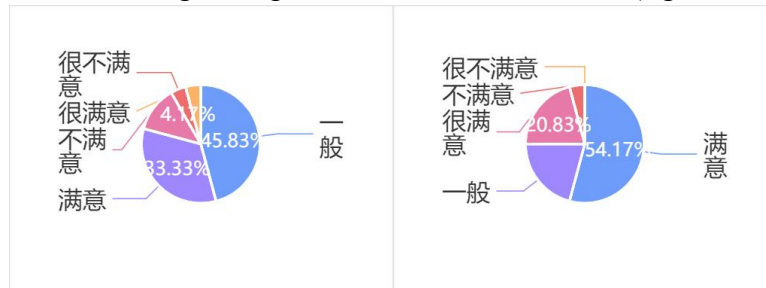 很不满
意
很满意
不满
意
满意
4.17%
45.83%
33.33%
一
般
很不满意
不满意
很满
意
一般
20.83%
54.17%
满
意